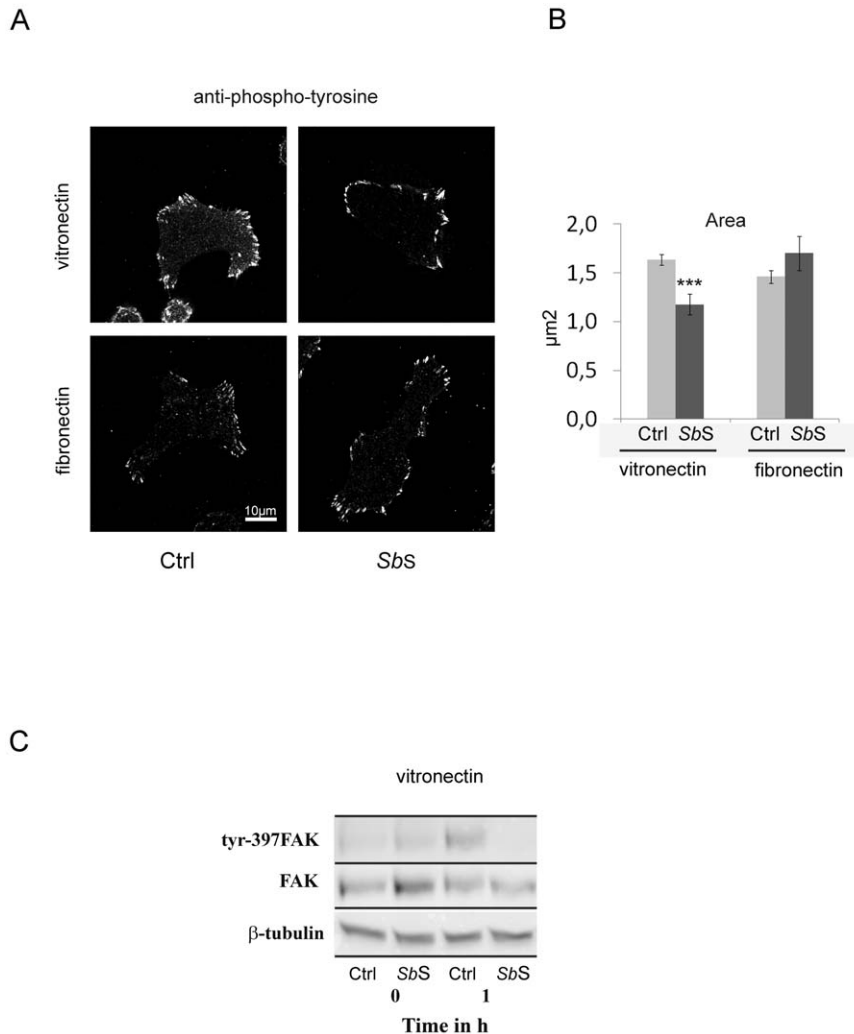 A
anti-phospho-tyrosine
vitronectin
fibronectin
10µm
Ctrl
SbS
B
Area
µm2
2,0
1,5
1,0
0,5
0,0
***
Ctrl SbS Ctrl SbS
vitronectin fibronectin
C
vitronectin
tyr-397FAK
FAK
β-tubulin
Ctrl SbS Ctrl SbS
0 1
Time in h